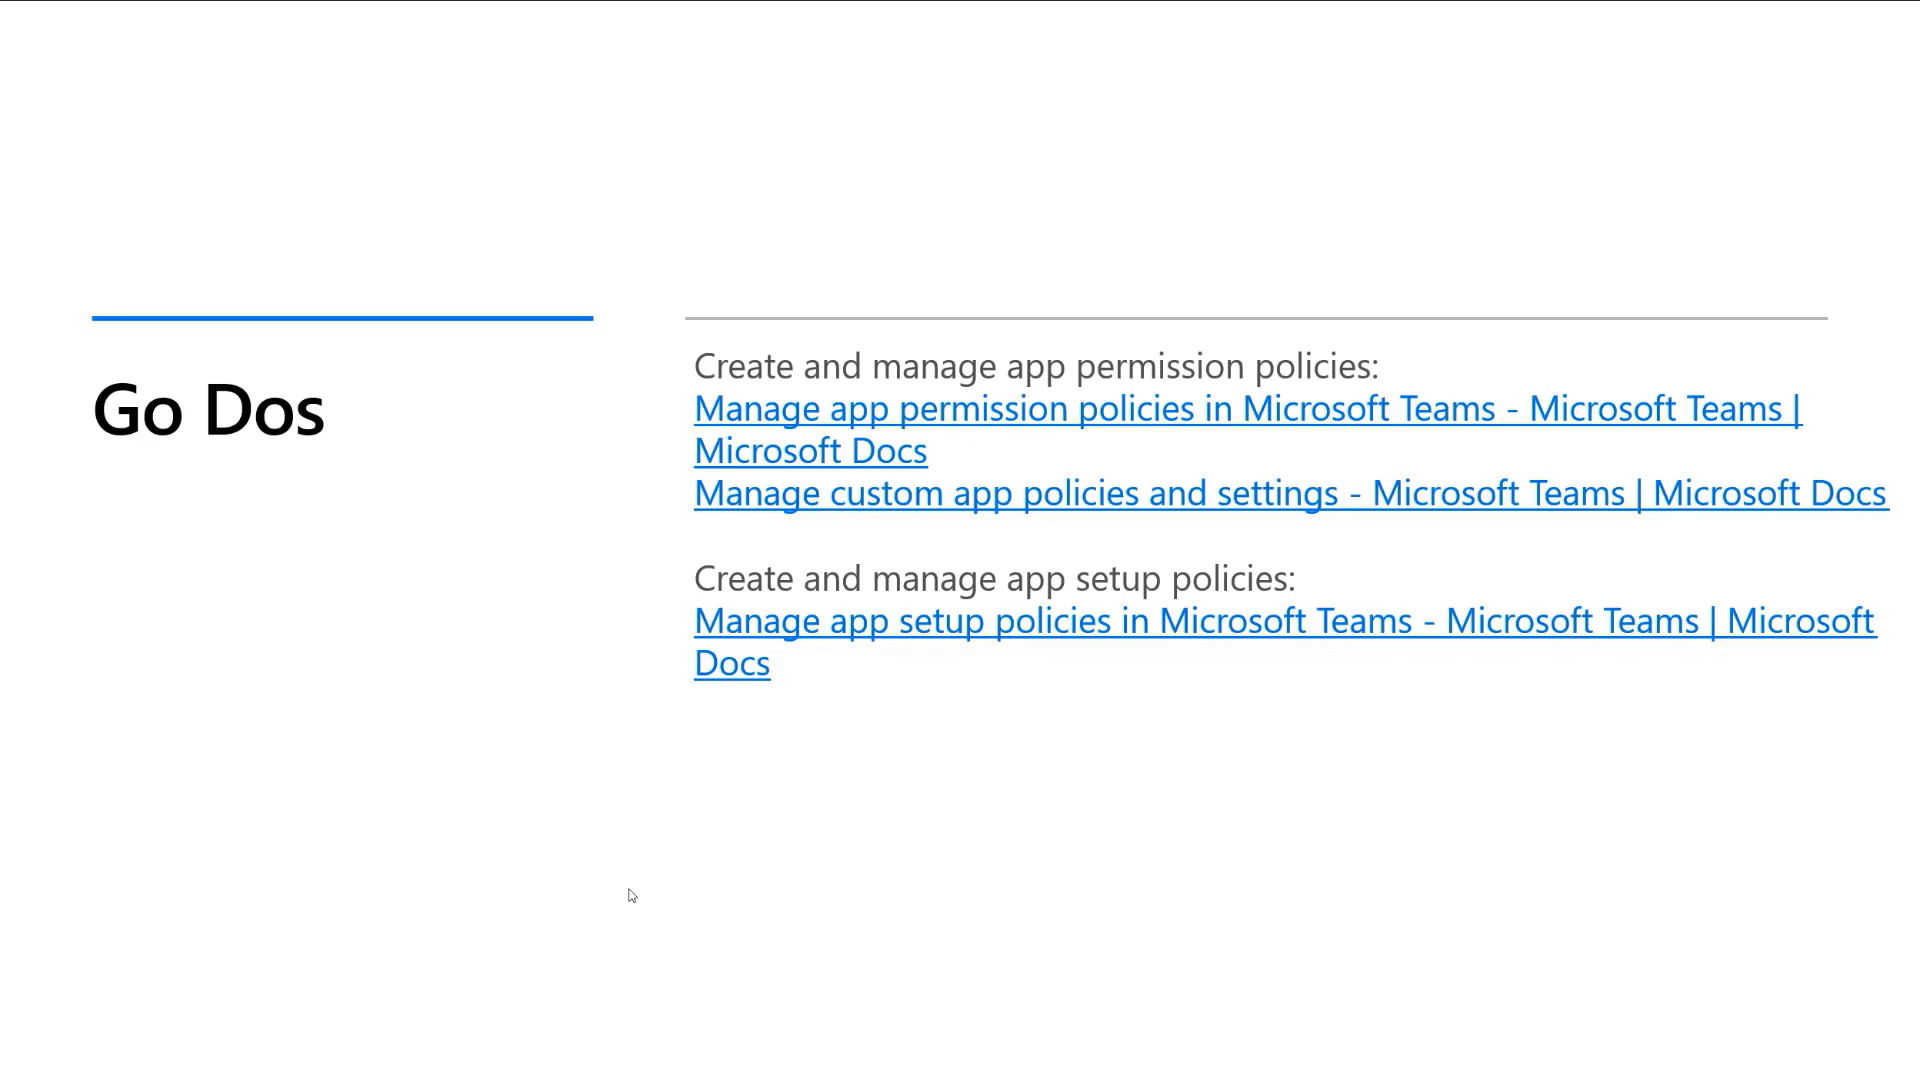 Go Dos
Create and manage app permission policies:
Manage app permission policies in Microsoft Teams - Microsoft Teams |
Microsoft Docs
Manage custom app policies and settings - Microsoft Teams | Microsoft Docs
Create and manage app setup policies:
Manage app setup policies in Microsoft Teams - Microsoft Teams | Microsoft
Docs